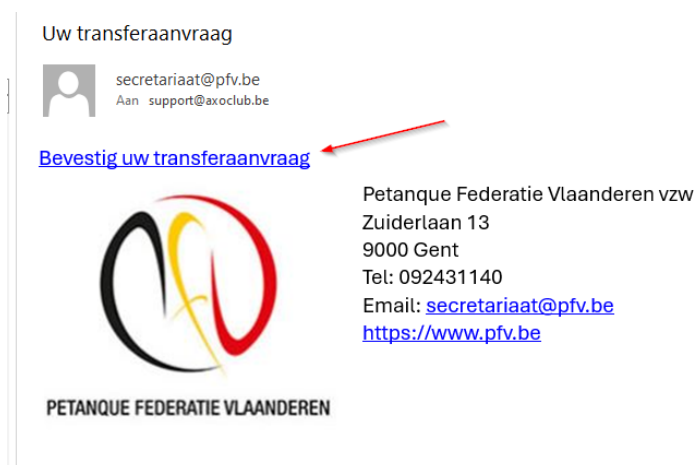 Uw transferaanvraag
secretariaat@pfv.be
Aan support@axoclub.be
Bevestig uw transferaanvraag
Petanque Federatie Vlaanderen vzw
Zuiderlaan 13
9000 Gent
Tel: 092431140
Email: secretariaat@pfv.be
https://www.pfv.be
PETANQUE FEDERATIE VLAANDEREN